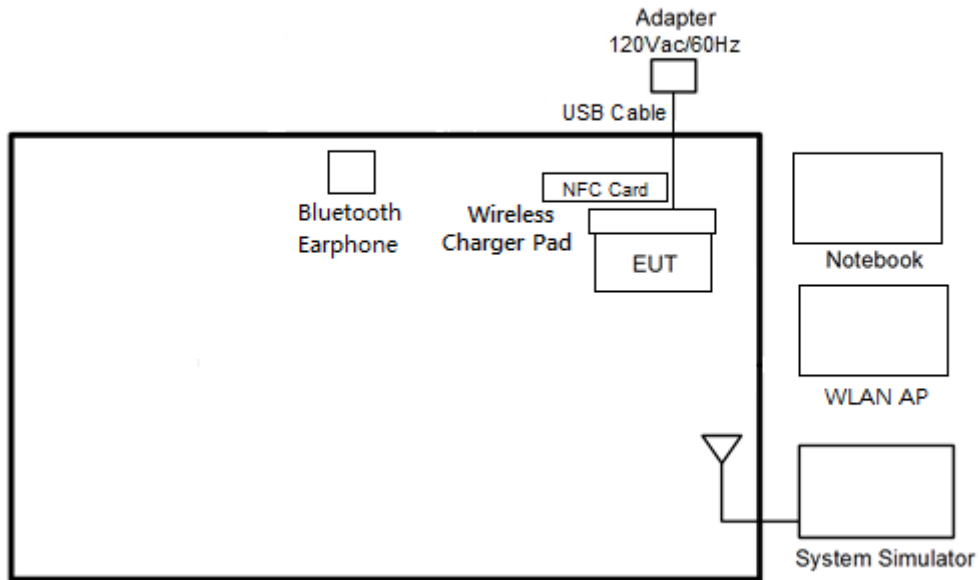 Adapter
120Vac/60Hz
USB Cable
NFC Card
Bluetooth
Earphone
Wireless
Charger Pad
EUT
Notebook
WLAN AP
System Simulator